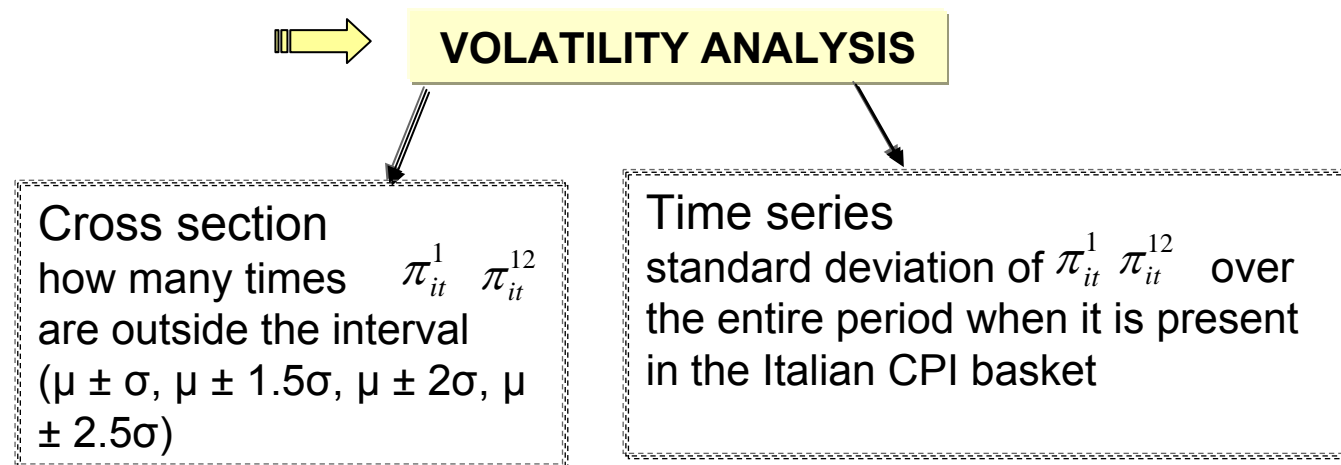 VOLATILITY ANALYSIS
Cross section
how many times π¹ᵢₜ π¹²ᵢₜ
are outside the interval
(μ ± σ, μ ± 1.5σ, μ ± 2σ, μ
± 2.5σ)
Time series
standard deviation of π¹ᵢₜ π¹²ᵢₜ over
the entire period when it is present
in the Italian CPI basket